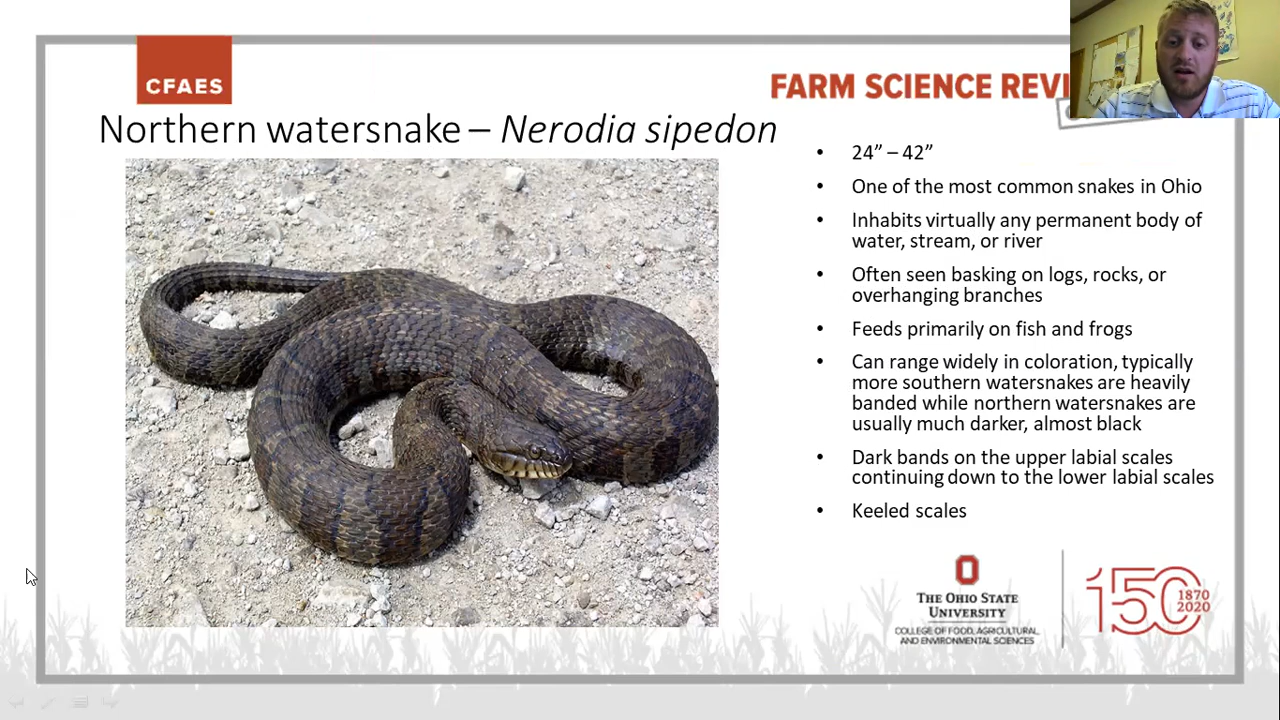 CFAES
FARM SCIENCE REVI
Northern watersnake – Nerodia sipedon
• 24” – 42”
• One of the most common snakes in Ohio
• Inhabits virtually any permanent body of
water, stream, or river
• Often seen basking on logs, rocks, or
overhanging branches
• Feeds primarily on fish and frogs
• Can range widely in coloration, typically
more southern watersnakes are heavily
banded while northern watersnakes are
usually much darker, almost black
• Dark bands on the upper labial scales
continuing down to the lower labial scales
• Keeled scales
THE OHIO STATE
UNIVERSITY
COLLEGE OF FOOD, AGRICULTURAL,
AND ENVIRONMENTAL SCIENCES
150
1870
2020